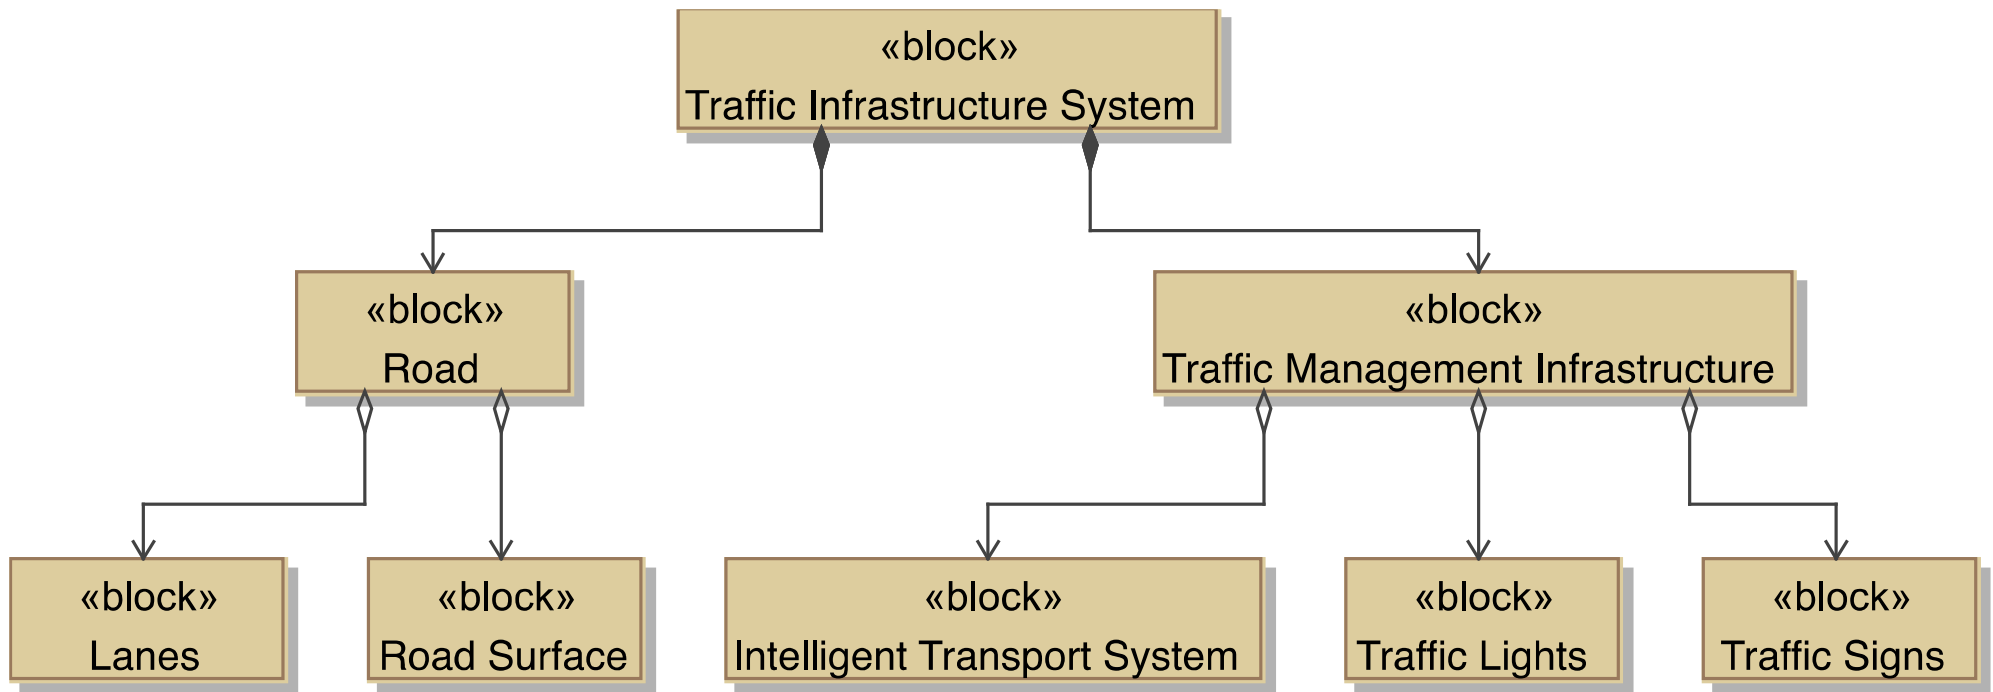 «block»
Traffic Infrastructure System
«block»
Road
«block»
Traffic Management Infrastructure
«block»
Lanes
«block»
Road Surface
«block»
Intelligent Transport System
«block»
Traffic Lights
«block»
Traffic Signs